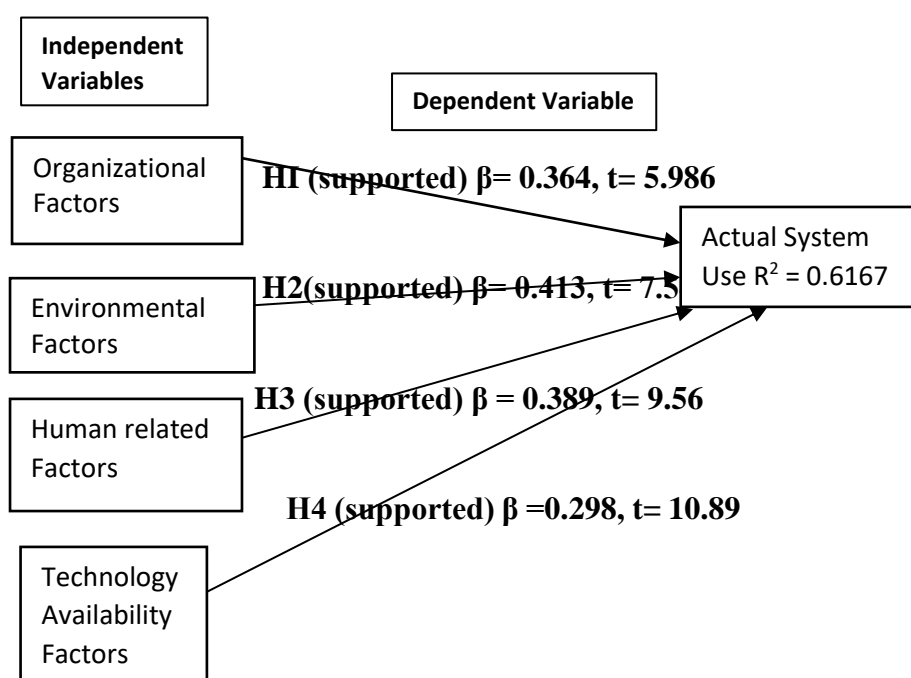 Independent
Variables
Dependent Variable
Organizational
Factors
HI (supported) β= 0.364, t= 5.986
Actual System
Use R² = 0.6167
Environmental
Factors
H2(supported) β= 0.413, t= 7.5
Human related
Factors
H3 (supported) β = 0.389, t= 9.56
H4 (supported) β =0.298, t= 10.89
Technology
Availability
Factors